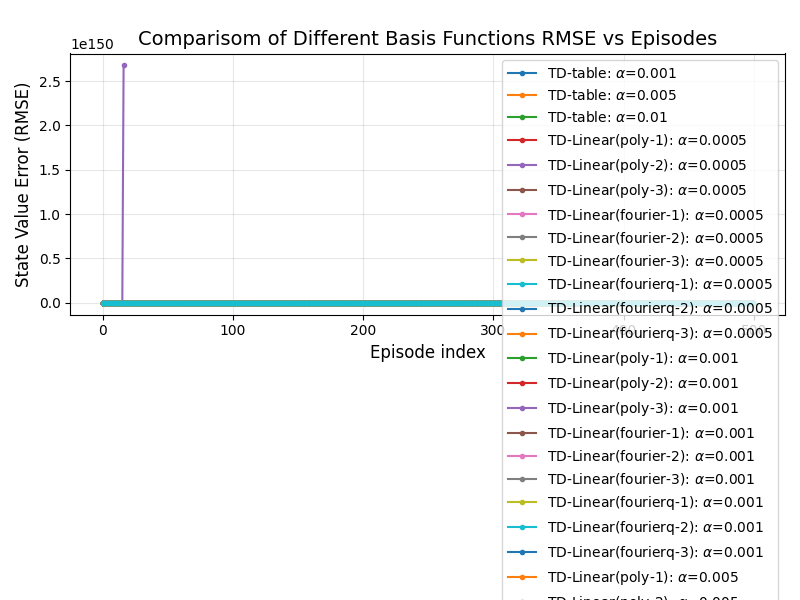 Comparisom of Different Basis Functions RMSE vs Episodes
1e150
State Value Error (RMSE)
2.5
2.0
1.5
1.0
0.5
0.0
0
100
200
300
Episode index
TD-table: α=0.001
TD-table: α=0.005
TD-table: α=0.01
TD-Linear(poly-1): α=0.0005
TD-Linear(poly-2): α=0.0005
TD-Linear(poly-3): α=0.0005
TD-Linear(fourier-1): α=0.0005
TD-Linear(fourier-2): α=0.0005
TD-Linear(fourier-3): α=0.0005
TD-Linear(fourierq-1): α=0.0005
TD-Linear(fourierq-2): α=0.0005
TD-Linear(fourierq-3): α=0.0005
TD-Linear(poly-1): α=0.001
TD-Linear(poly-2): α=0.001
TD-Linear(poly-3): α=0.001
TD-Linear(fourier-1): α=0.001
TD-Linear(fourier-2): α=0.001
TD-Linear(fourier-3): α=0.001
TD-Linear(fourierq-1): α=0.001
TD-Linear(fourierq-2): α=0.001
TD-Linear(fourierq-3): α=0.001
TD-Linear(poly-1): α=0.005